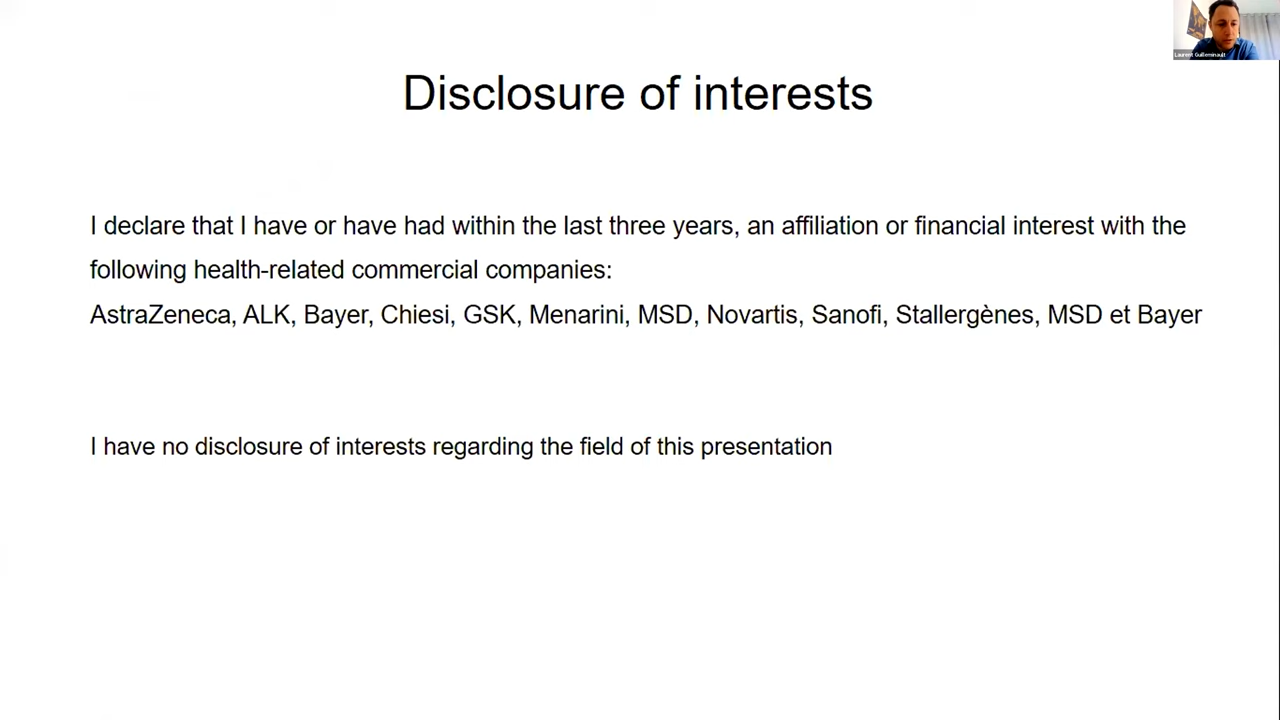 Laurent Guilleminault
Disclosure of interests
I declare that I have or have had within the last three years, an affiliation or financial interest with the
following health-related commercial companies:
AstraZeneca, ALK, Bayer, Chiesi, GSK, Menarini, MSD, Novartis, Sanofi, Stallergènes, MSD et Bayer
I have no disclosure of interests regarding the field of this presentation